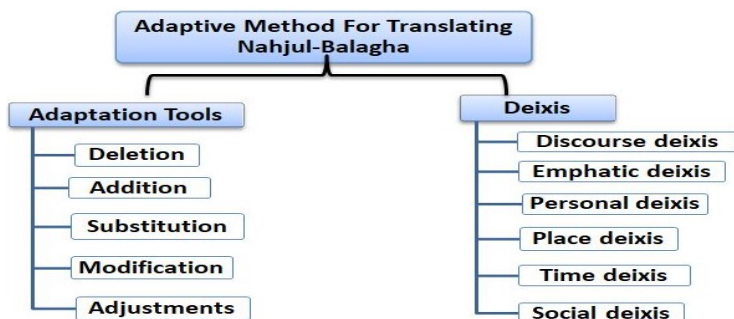 Adaptive Method For Translating
Nahjul-Balagha
Adaptation Tools
Deletion
Addition
Substitution
Modification
Adjustments
Deixis
Discourse deixis
Emphatic deixis
Personal deixis
Place deixis
Time deixis
Social deixis